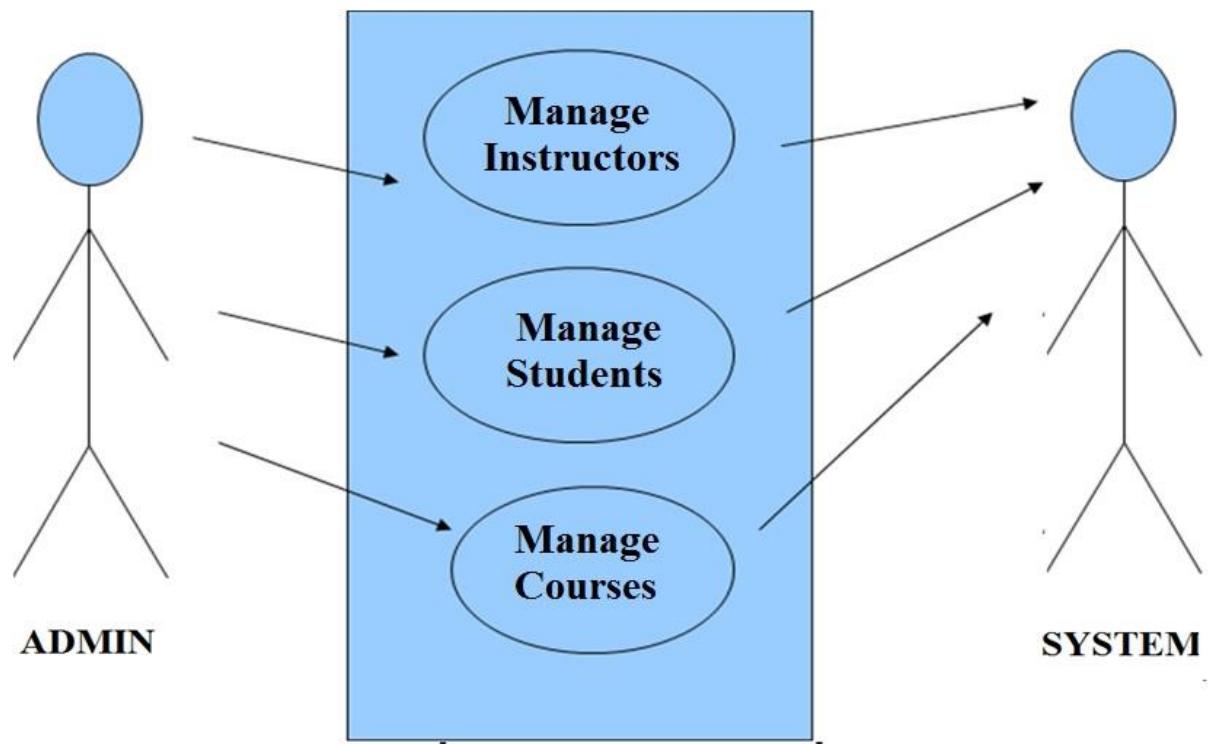 Manage
Instructors
Manage
Students
Manage
Courses
ADMIN
SYSTEM